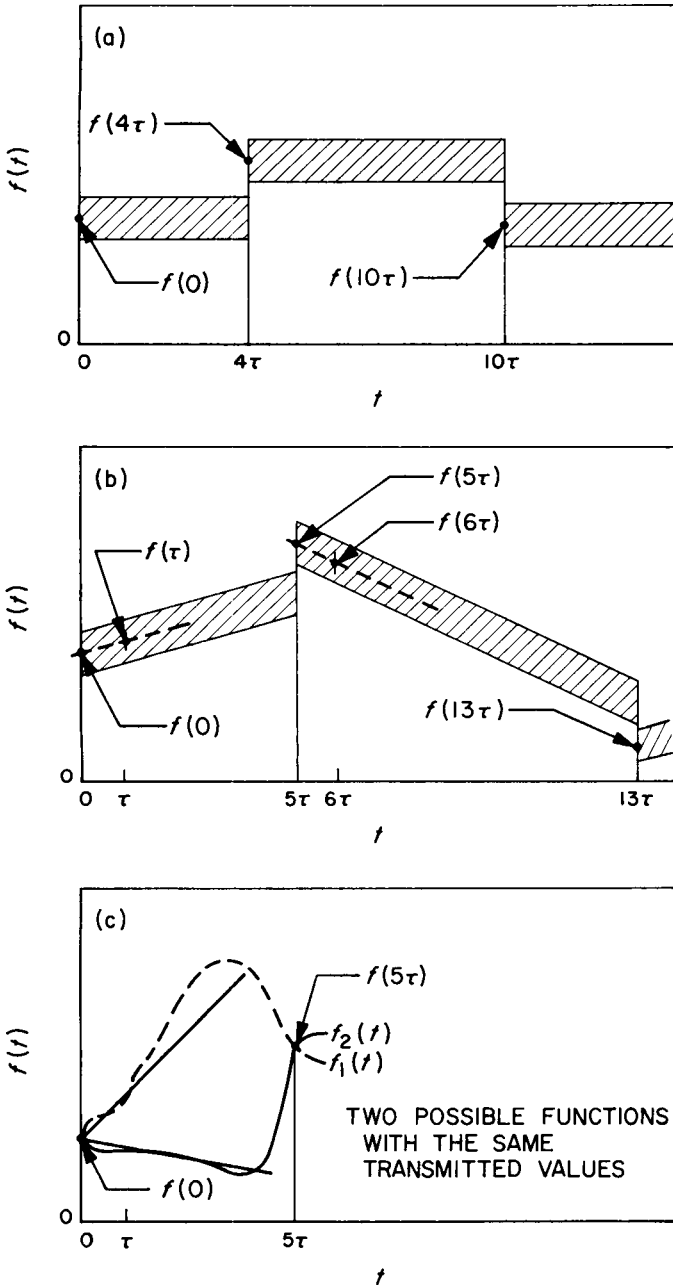 (a)
f(4τ)
f(t)
f(0)
f(10τ)
0
0 4τ 10τ
t
(b)
f(5τ)
f(6τ)
f(τ)
f(t)
f(0)
f(13τ)
0
0 τ 5τ 6τ 13τ
t
(c)
f(5τ)
f₂(t)
f₁(t)
f(t)
TWO POSSIBLE FUNCTIONS
WITH THE SAME
TRANSMITTED VALUES
f(0)
0
0 τ 5τ
t